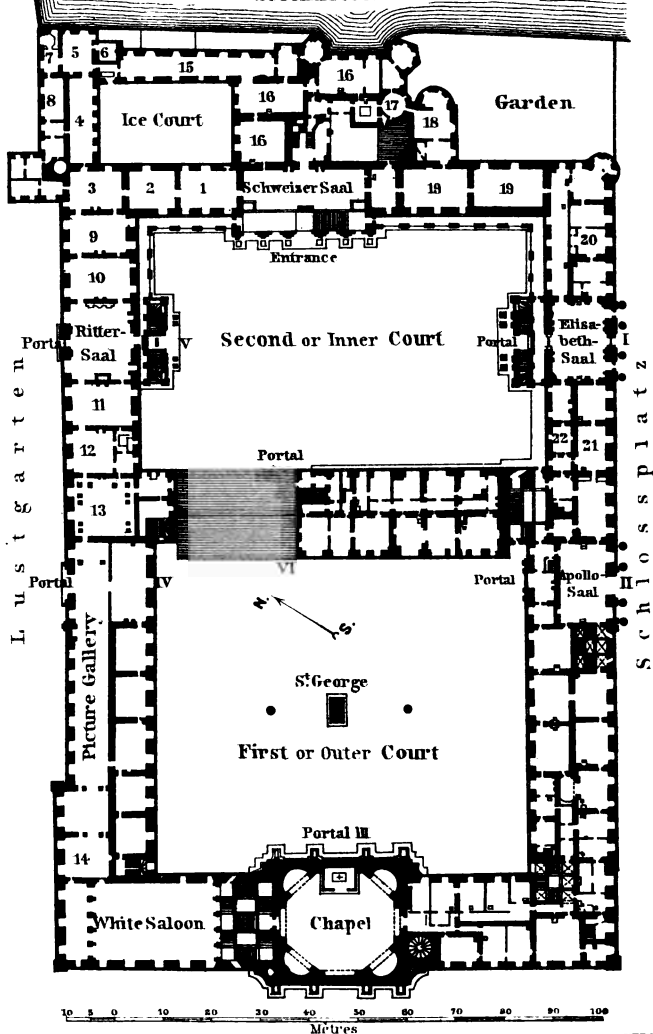 7 5 6 15 16
8 4 Ice Court 16 17 18 Garden
16
3 2 1 Schweizer Saal 19 19
9 20
Entrance
10
Portal Ritter-Saal V Second or Inner Court Portal Elisa-beth-Saal I
11
12 22 21
Portal
13
VI
Portal IV Portal Apollo Saal II
N. S.
Lustgarten
Schlossplatz
Picture Gallery
St. George
First or Outer Court
Portal III
14
White Saloon Chapel
10 5 0 10 20 30 40 50 60 70 80 90 100
Mètres